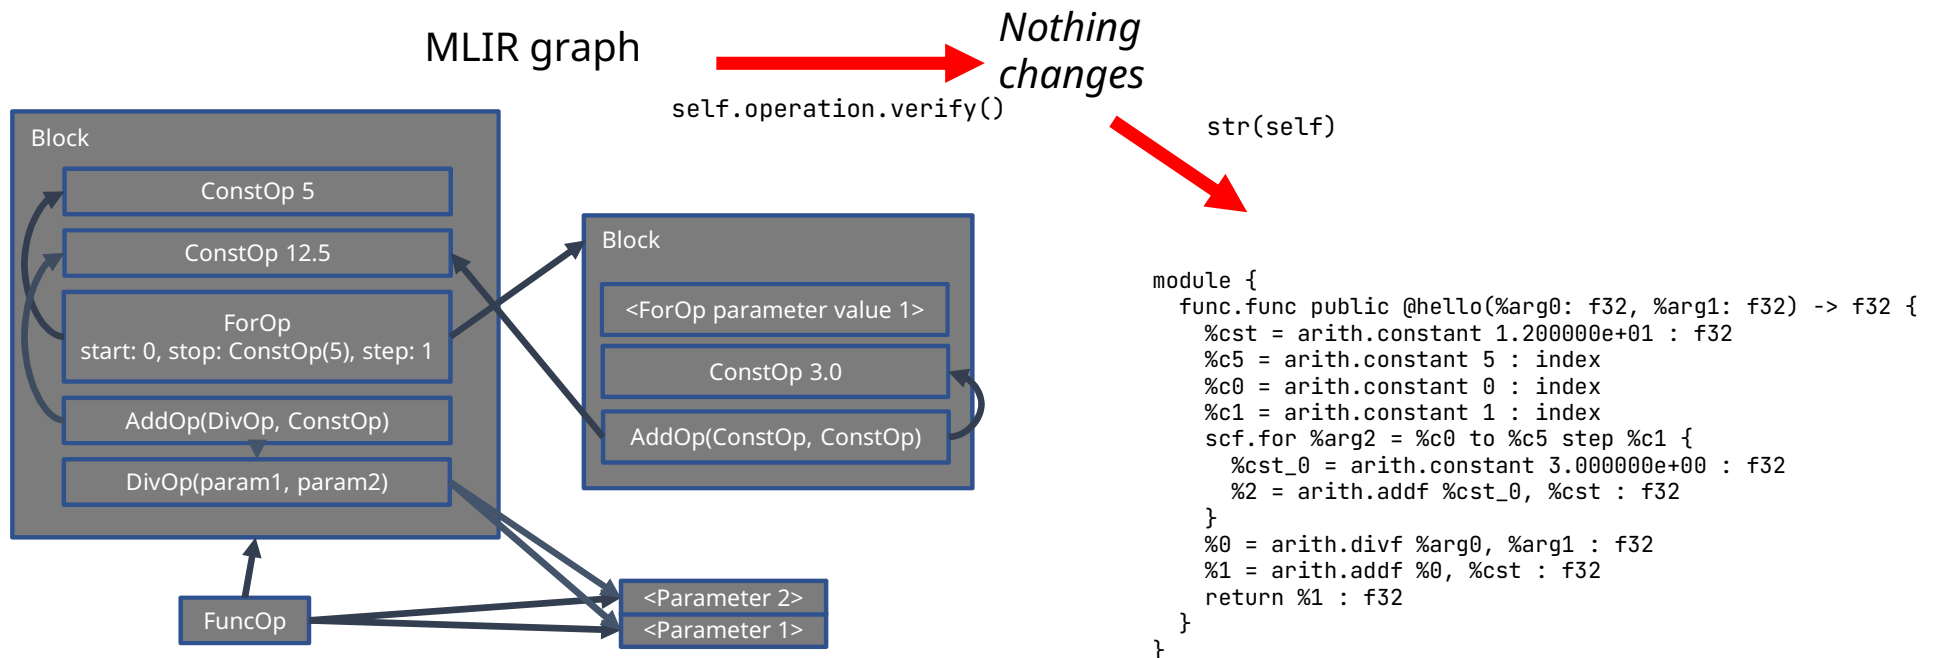 MLIR graph
Nothing
changes
self.operation.verify()
str(self)
Block
ConstOp 5
ConstOp 12.5
ForOp
start: 0, stop: ConstOp(5), step: 1
AddOp(DivOp, ConstOp)
DivOp(param1, param2)
FuncOp
Block
<ForOp parameter value 1>
ConstOp 3.0
AddOp(ConstOp, ConstOp)
<Parameter 2>
<Parameter 1>
module {
  func.func public @hello(%arg0: f32, %arg1: f32) -> f32 {
    %cst = arith.constant 1.200000e+01 : f32
    %c5 = arith.constant 5 : index
    %c0 = arith.constant 0 : index
    %c1 = arith.constant 1 : index
    scf.for %arg2 = %c0 to %c5 step %c1 {
      %cst_0 = arith.constant 3.000000e+00 : f32
      %2 = arith.addf %cst_0, %cst : f32
    }
    %0 = arith.divf %arg0, %arg1 : f32
    %1 = arith.addf %0, %cst : f32
    return %1 : f32
  }
}